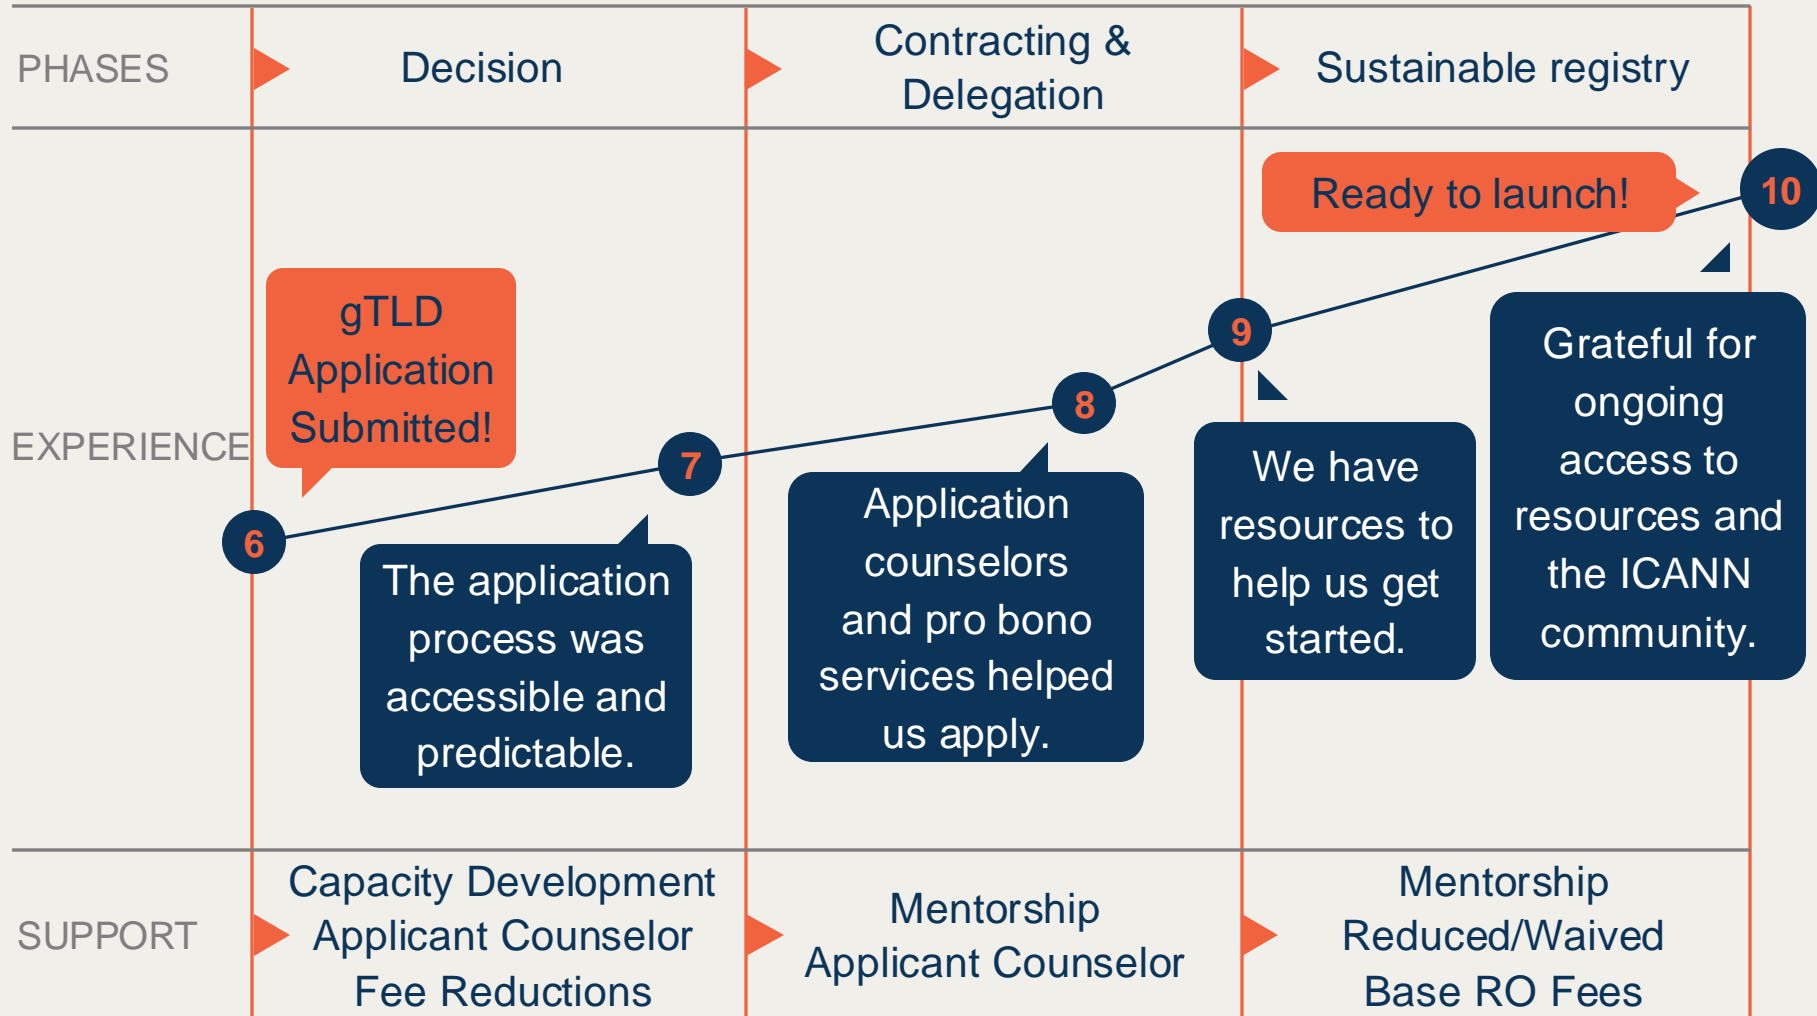 PHASES
Decision
Contracting &
Delegation
Sustainable registry
EXPERIENCE
6
gTLD
Application
Submitted!
7
The application
process was
accessible and
predictable.
8
Application
counselors
and pro bono
services helped
us apply.
9
We have
resources to
help us get
started.
Ready to launch!
10
Grateful for
ongoing
access to
resources and
the ICANN
community.
SUPPORT
Capacity Development
Applicant Counselor
Fee Reductions
Mentorship
Applicant Counselor
Mentorship
Reduced/Waived
Base RO Fees